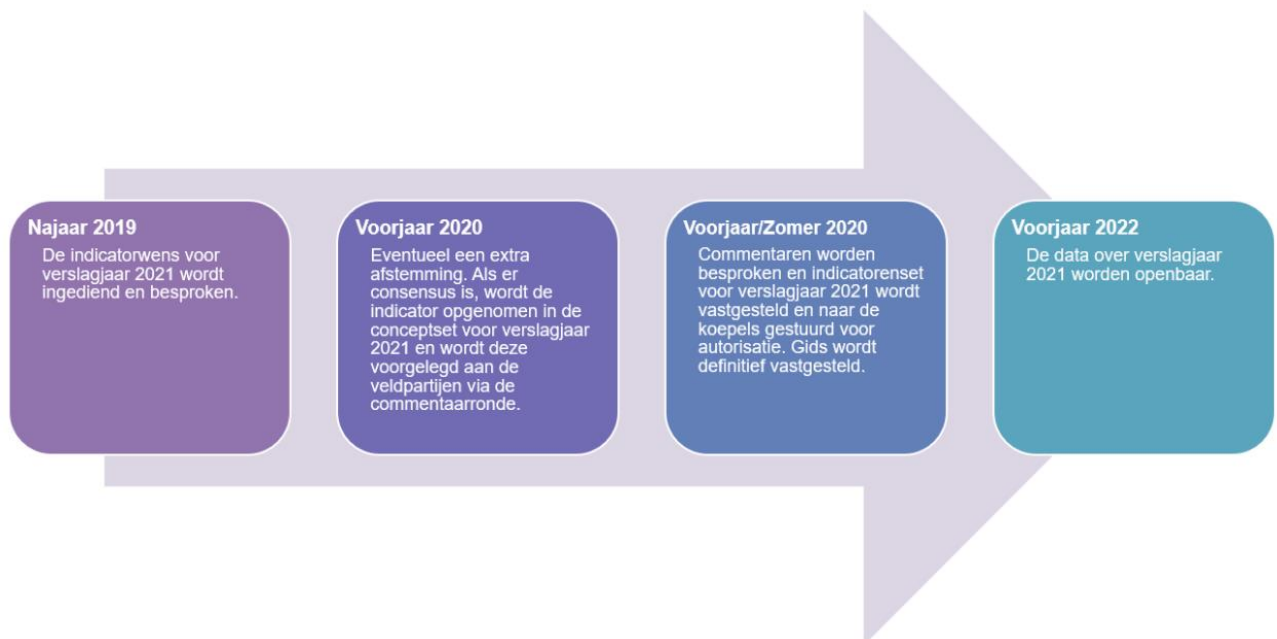 Najaar 2019
De indicatorwens voor
verslagjaar 2021 wordt
ingediend en besproken.
Voorjaar 2020
Eventueel een extra
afstemming. Als er
consensus is, wordt de
indicator opgenomen in de
conceptset voor verslagjaar
2021 en wordt deze
voorgelegd aan de
veldpartijen via de
commentaarronde.
Voorjaar/Zomer 2020
Commentaren worden
besproken en indicatorenset
voor verslagjaar 2021 wordt
vastgesteld en naar de
koepels gestuurd voor
autorisatie. Gids wordt
definitief vastgesteld.
Voorjaar 2022
De data over verslagjaar
2021 worden openbaar.